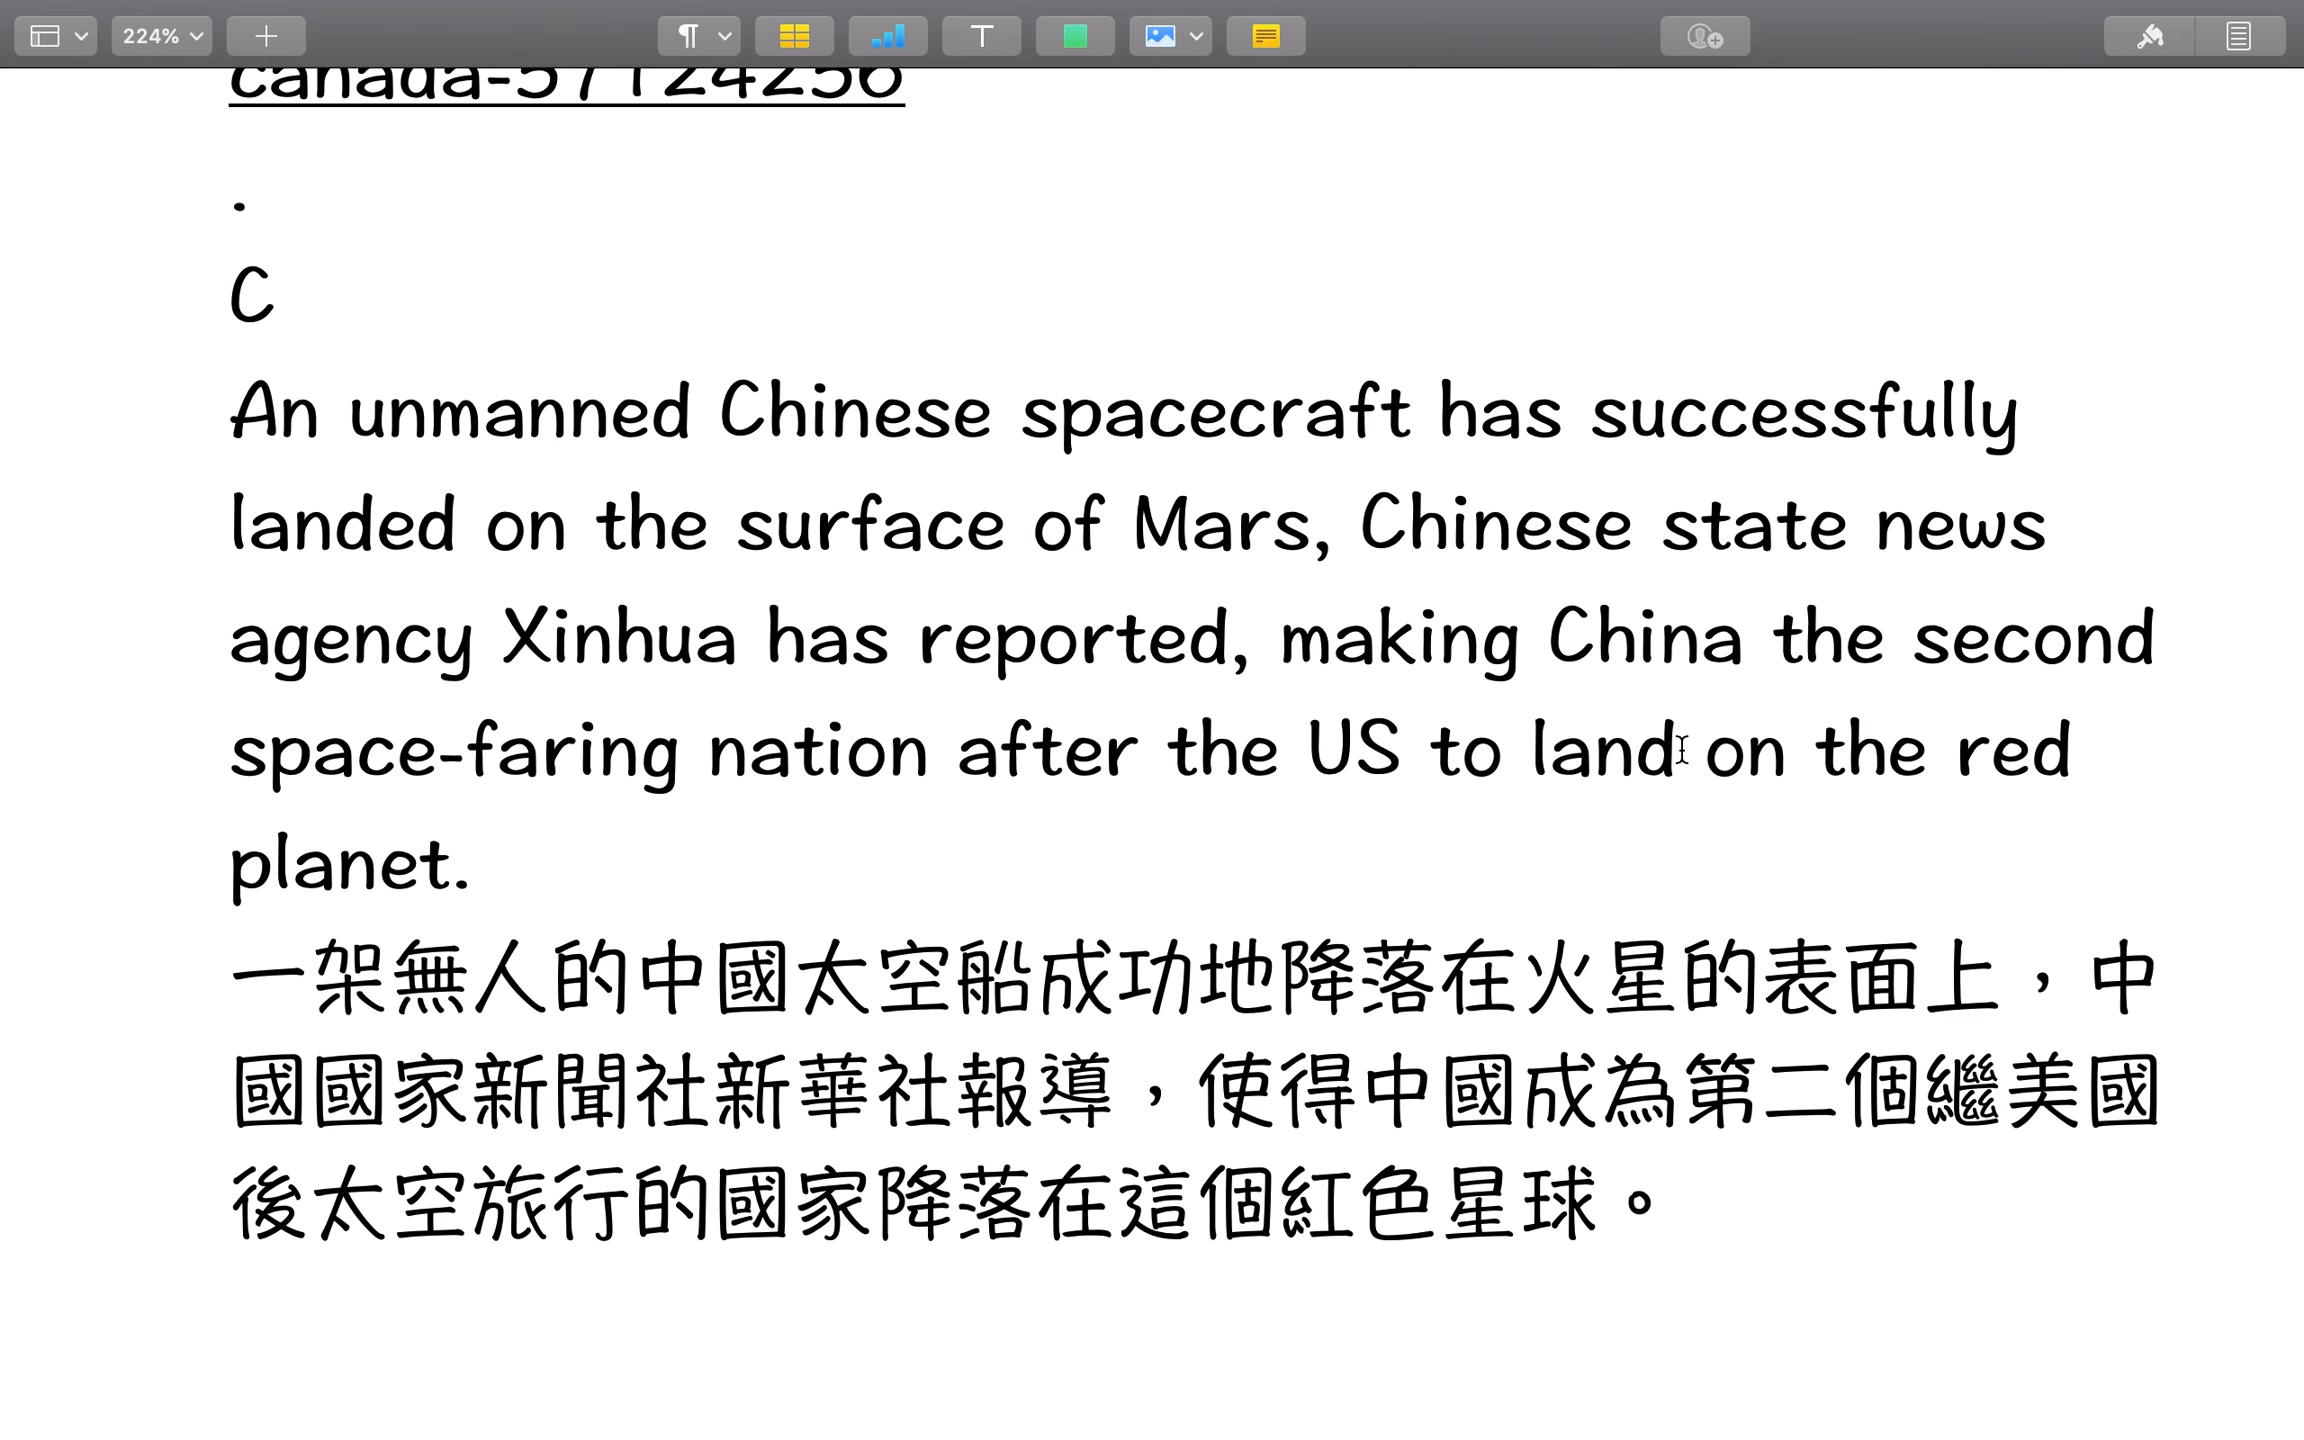 224%
canada-57124256
.
C
An unmanned Chinese spacecraft has successfully
landed on the surface of Mars, Chinese state news
agency Xinhua has reported, making China the second
space-faring nation after the US to land on the red
planet.
一架無人的中國太空船成功地降落在火星的表面上，中
國國家新聞社新華社報導，使得中國成為第二個繼美國
後太空旅行的國家降落在這個紅色星球。